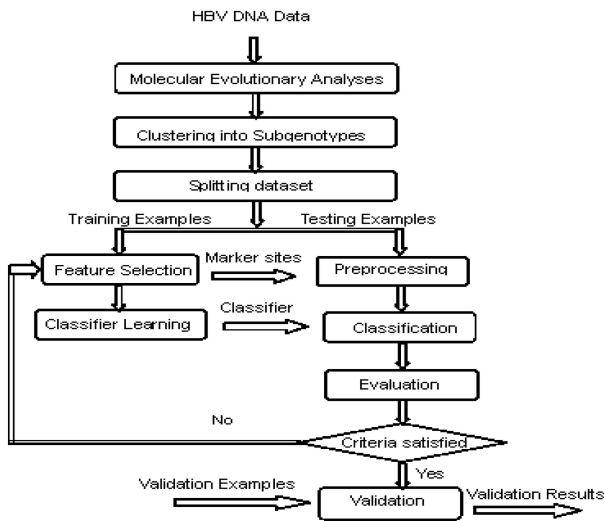 HBV DNA Data
Molecular Evolutionary Analyses
Clustering into Subgenotypes
Splitting dataset
Training Examples
Testing Examples
Feature Selection
Marker sites
Preprocessing
Classifier Learning
Classifier
Classification
Evaluation
No
Criteria satisfied
Yes
Validation Examples
Validation
Validation Results